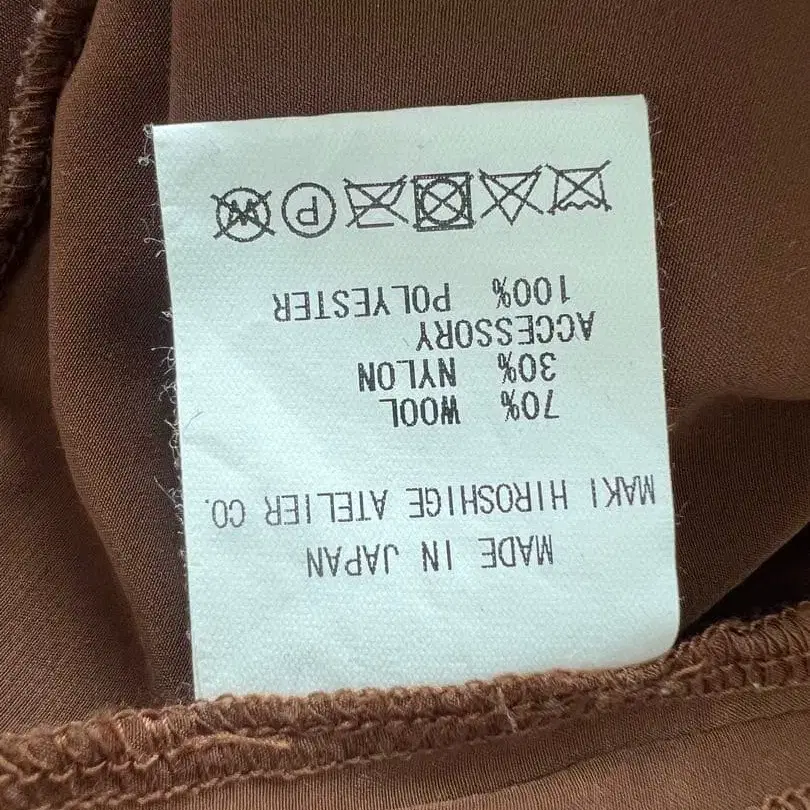 MADE IN JAPAN
MAKI HIROSHIGE ATELIER CO.
70% WOOL
30% NYLON
ACCESSORY
100% POLYESTER
P W